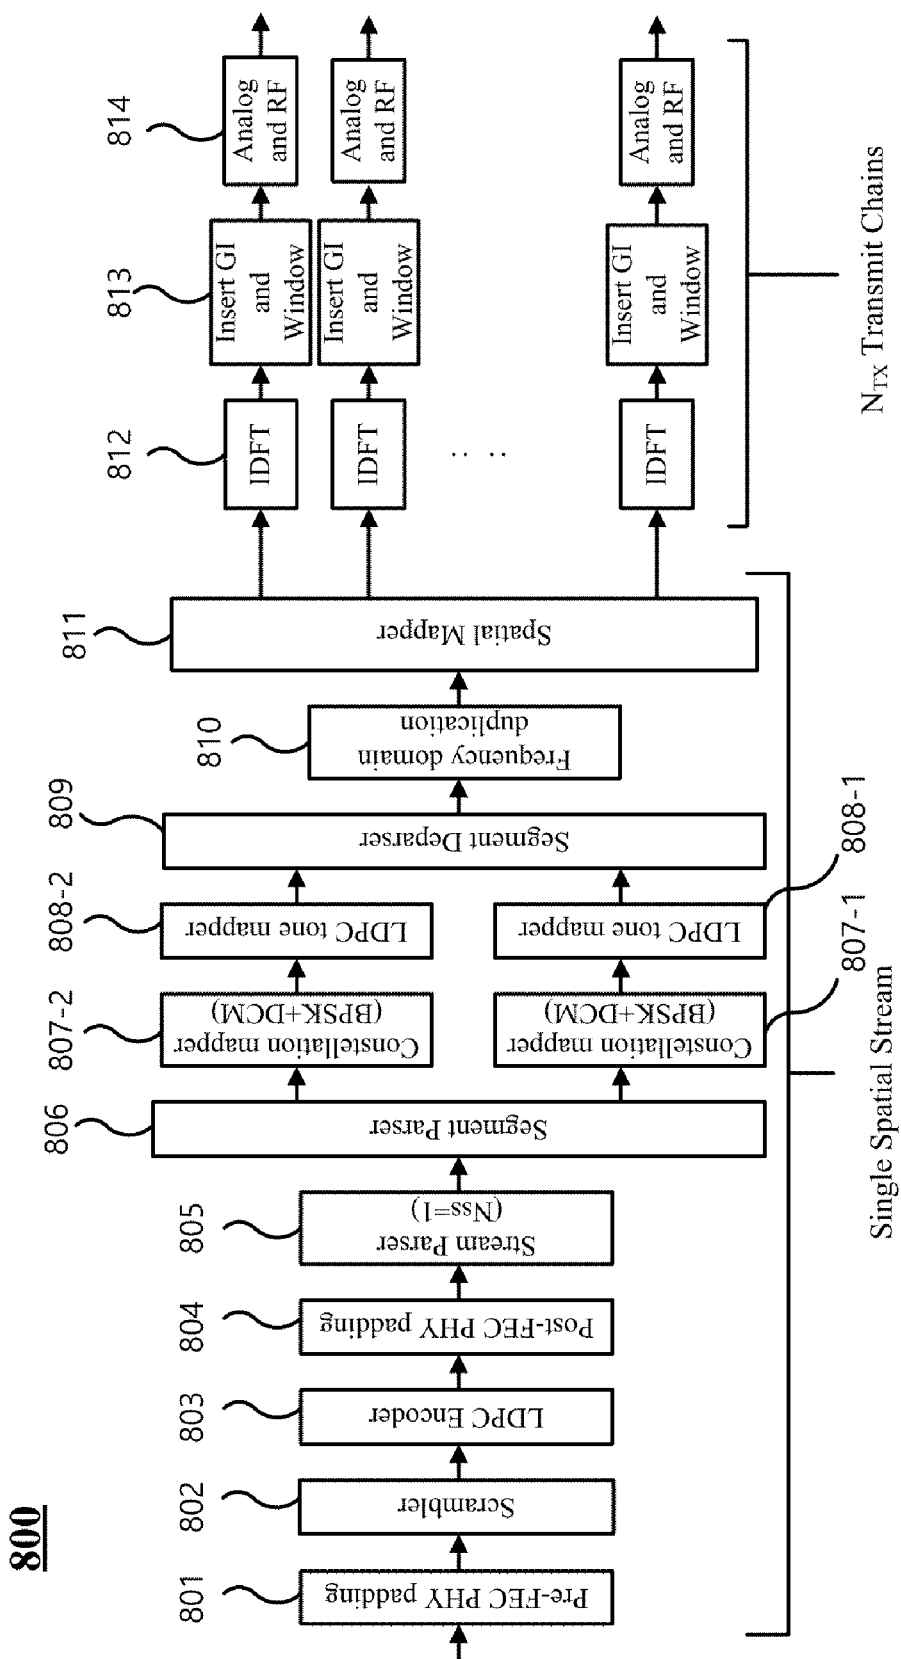 800
801
Pre-FEC PHY padding
802
Scrambler
803
LDPC Encoder
804
Post-FEC PHY padding
805
Stream Parser
(Nss=1)
806
Segment Parser
807-2
Constellation mapper
(BPSK+DCM)
808-2
LDPC tone mapper
Constellation mapper
(BPSK+DCM)
807-1
LDPC tone mapper
808-1
809
Segment Deparser
810
Frequency domain
duplication
811
Spatial Mapper
812
IDFT
813
Insert GI
and
Window
814
Analog
and RF
IDFT
Insert GI
and
Window
Analog
and RF
.. ..
IDFT
Insert GI
and
Window
Analog
and RF
Single Spatial Stream
NTX Transmit Chains